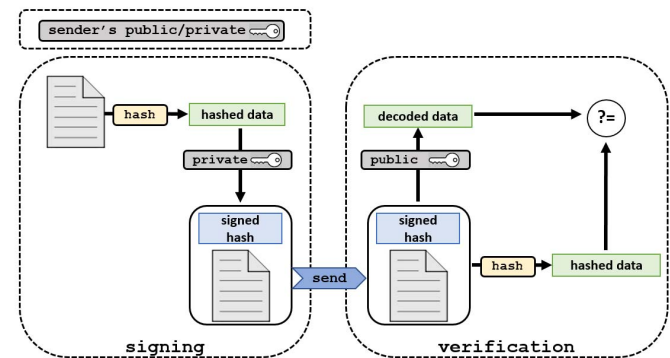 sender's public/private
hash
hashed data
private
signed
hash
send
signing
decoded data
?=
public
signed
hash
hash
hashed data
verification